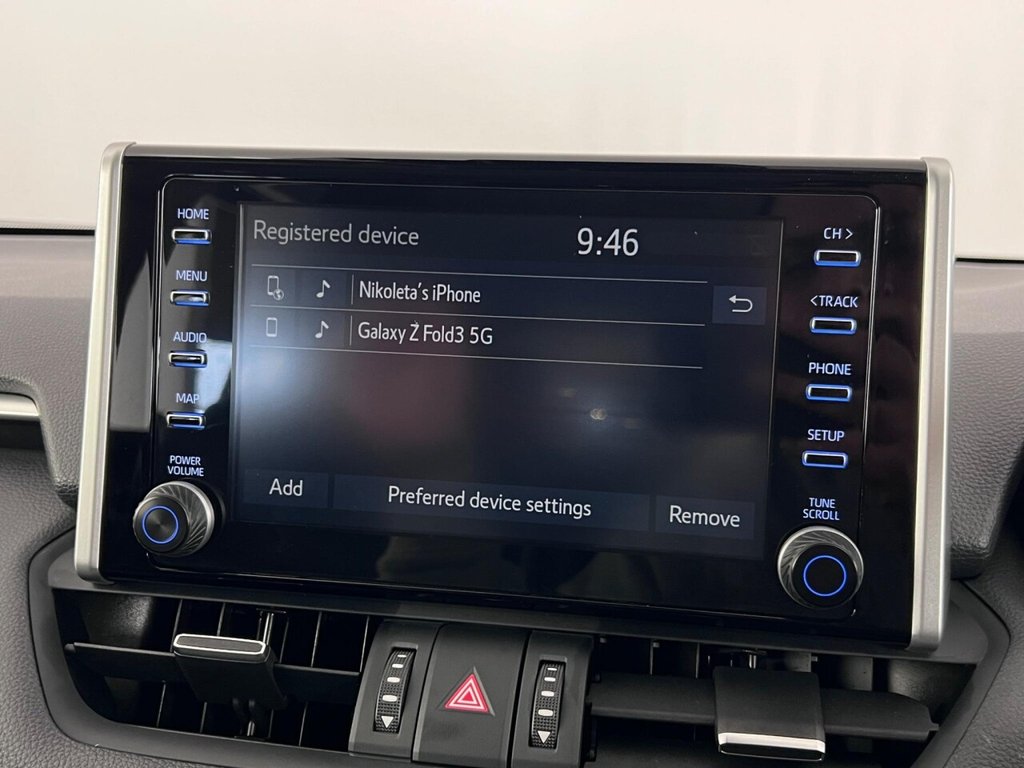 HOME
MENU
AUDIO
MAP
POWER
VOLUME
Registered device
9:46
Nikoleta's iPhone
Galaxy Z Fold3 5G
Add
Preferred device settings
Remove
CH >
<TRACK
PHONE
SETUP
TUNE
SCROLL